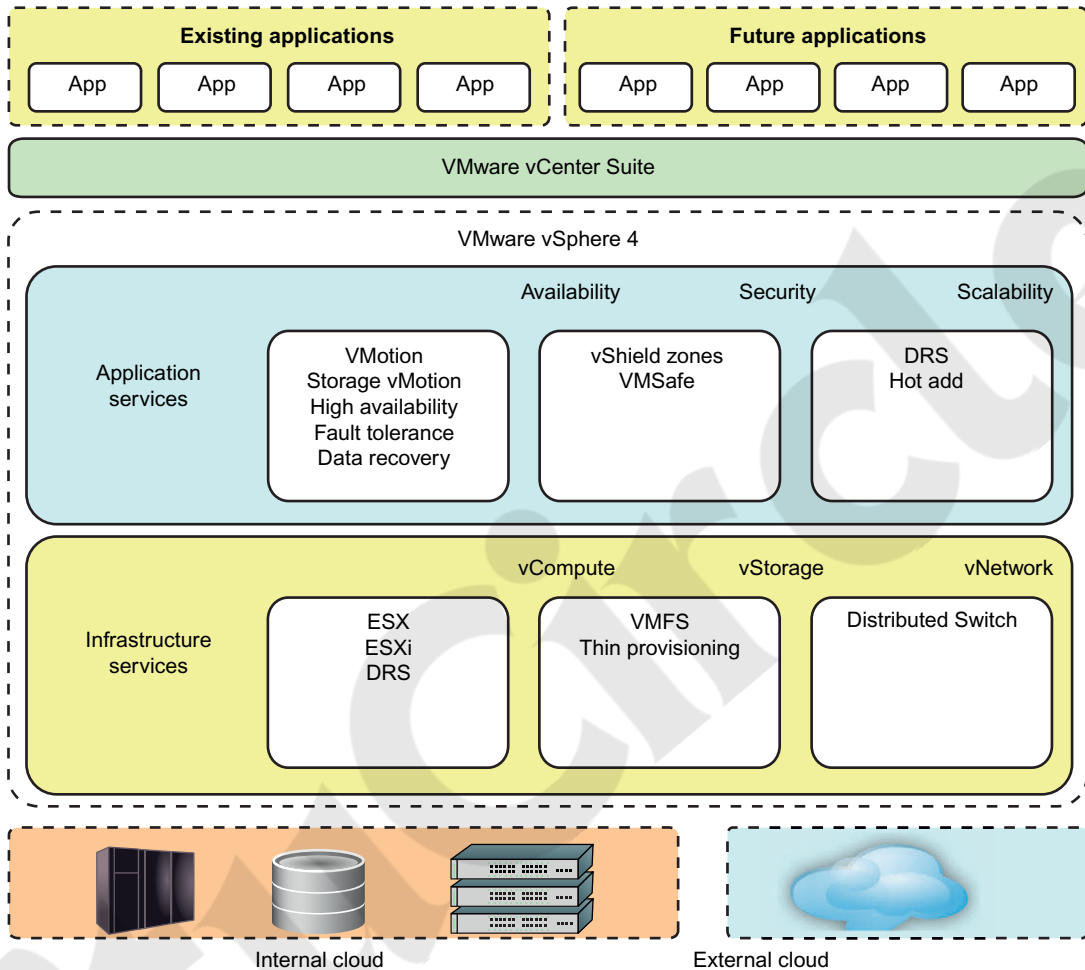 Existing applications
App App App App
Future applications
App App App App
VMware vCenter Suite
VMware vSphere 4
Application
services
Availability
VMotion
Storage vMotion
High availability
Fault tolerance
Data recovery
Security
vShield zones
VMSafe
Scalability
DRS
Hot add
Infrastructure
services
vCompute
ESX
ESXi
DRS
vStorage
VMFS
Thin provisioning
vNetwork
Distributed Switch
Internal cloud
External cloud